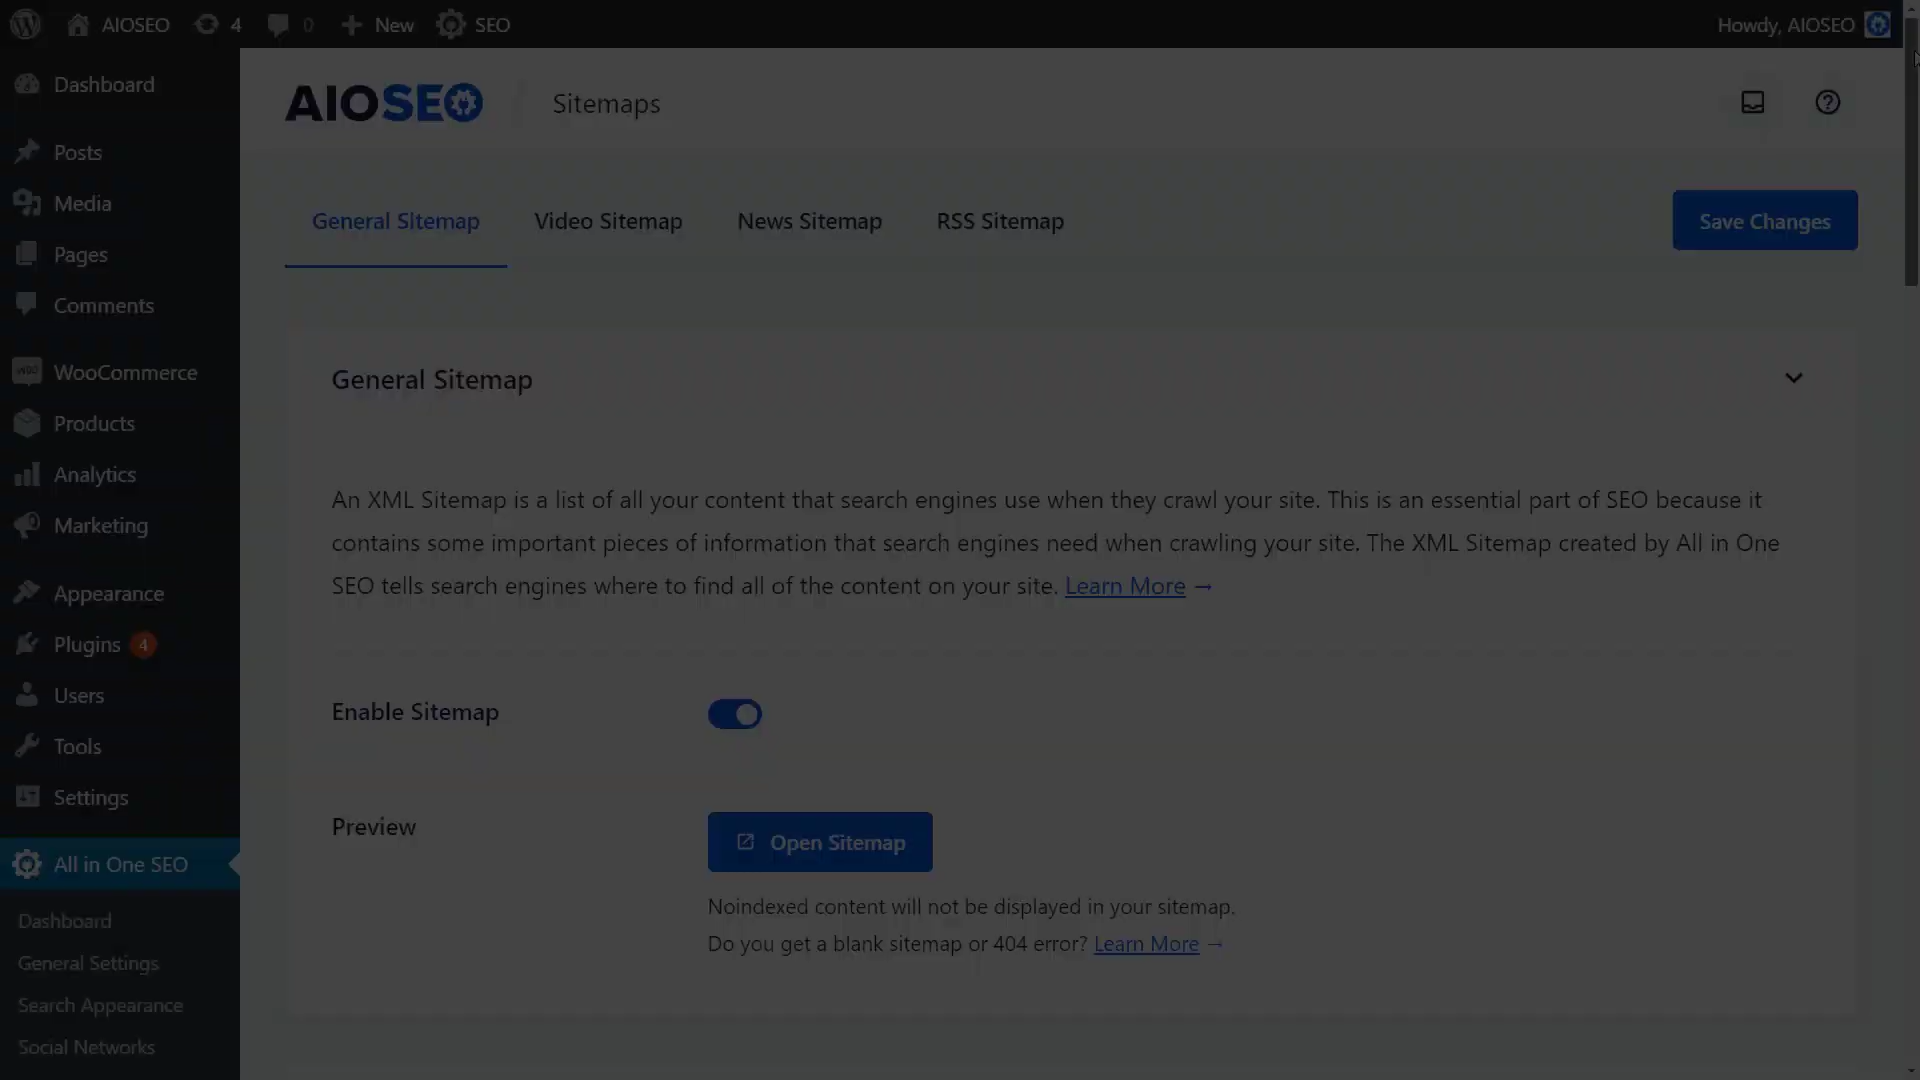 AIOSEO 4 0 New SEO Howdy, AIOSEO
Dashboard
Posts
Media
Pages
Comments
WooCommerce
Products
Analytics
Marketing
Appearance
Plugins 4
Users
Tools
Settings
All in One SEO
Dashboard
General Settings
Search Appearance
Social Networks
AIOSEO Sitemaps
General Sitemap Video Sitemap News Sitemap RSS Sitemap Save Changes
General Sitemap
An XML Sitemap is a list of all your content that search engines use when they crawl your site. This is an essential part of SEO because it
contains some important pieces of information that search engines need when crawling your site. The XML Sitemap created by All in One
SEO tells search engines where to find all of the content on your site. Learn More →
Enable Sitemap
Preview
Open Sitemap
Noindexed content will not be displayed in your sitemap.
Do you get a blank sitemap or 404 error? Learn More →